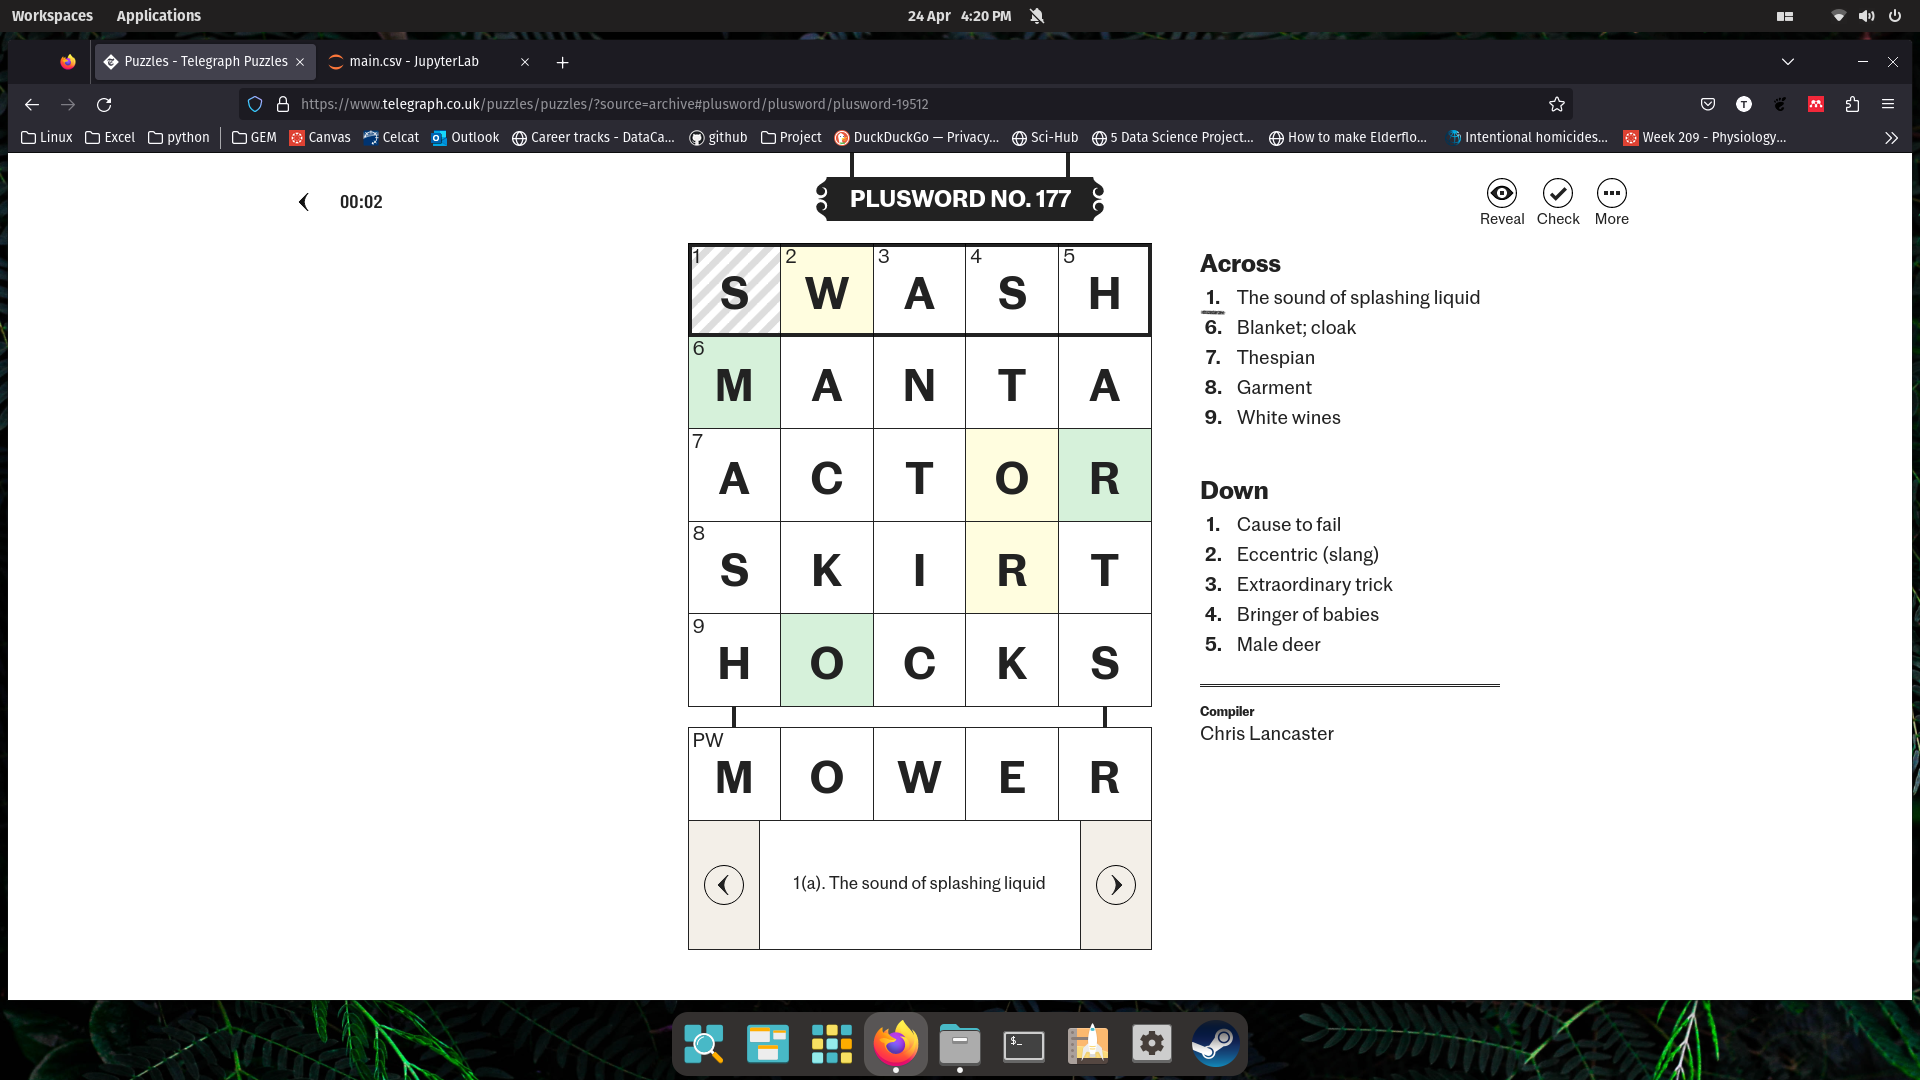 Workspaces Applications 24 Apr 4:20 PM
Puzzles - Telegraph Puzzles main.csv - JupyterLab
https://www.telegraph.co.uk/puzzles/puzzles/?source=archive#plusword/plusword/plusword-19512
Linux Excel python GEM Canvas Celcat Outlook Career tracks - DataCa... github Project DuckDuckGo — Privacy... Sci-Hub 5 Data Science Project... How to make Elderflo... Intentional homicides... Week 209 - Physiology...
00:02
PLUSWORD NO. 177
Reveal Check More
1 S 2 W 3 A 4 S 5 H
6 M A N T A
7 A C T O R
8 S K I R T
9 H O C K S
PW M O W E R
1(a). The sound of splashing liquid
Across
1. The sound of splashing liquid
6. Blanket; cloak
7. Thespian
8. Garment
9. White wines
Down
1. Cause to fail
2. Eccentric (slang)
3. Extraordinary trick
4. Bringer of babies
5. Male deer
Compiler
Chris Lancaster